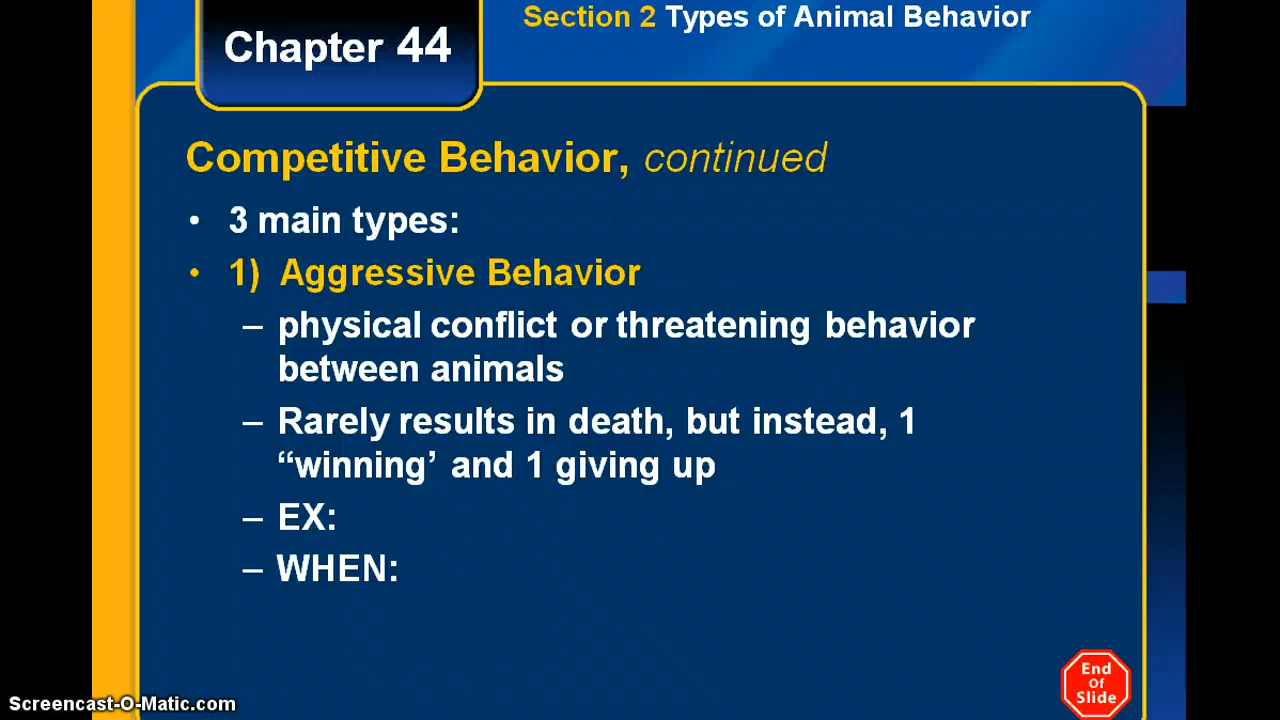 Section 2 Types of Animal Behavior
Chapter 44
Competitive Behavior, continued
• 3 main types:
• 1) Aggressive Behavior
– physical conflict or threatening behavior
between animals
– Rarely results in death, but instead, 1
“winning’ and 1 giving up
– EX:
– WHEN:
End
Of
Slide
Screencast-O-Matic.com